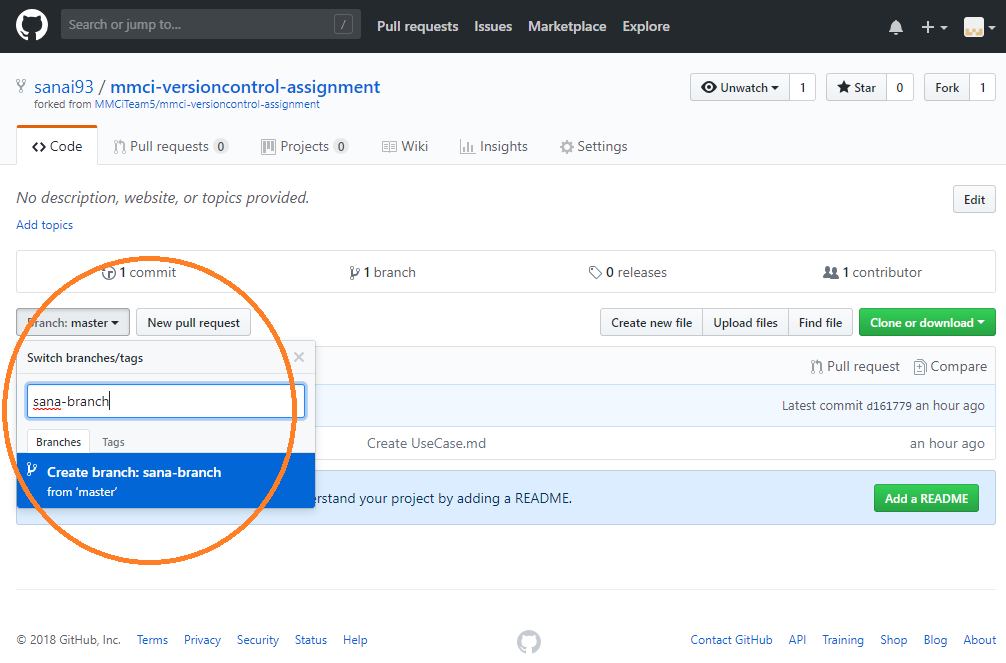 Search or jump to... / Pull requests Issues Marketplace Explore
sanai93 / mmci-versioncontrol-assignment Unwatch 1 Star 0 Fork 1
forked from MMCiTeam5/mmci-versioncontrol-assignment
Code Pull requests 0 Projects 0 Wiki Insights Settings
No description, website, or topics provided. Edit
Add topics
1 commit 1 branch 0 releases 1 contributor
Branch: master New pull request Create new file Upload files Find file Clone or download
Switch branches/tags Pull request Compare
sana-branch Latest commit d161779 an hour ago
Branches Tags Create UseCase.md an hour ago
Create branch: sana-branch
from ‘master’
erstand your project by adding a README. Add a README
© 2018 GitHub, Inc. Terms Privacy Security Status Help Contact GitHub API Training Shop Blog About